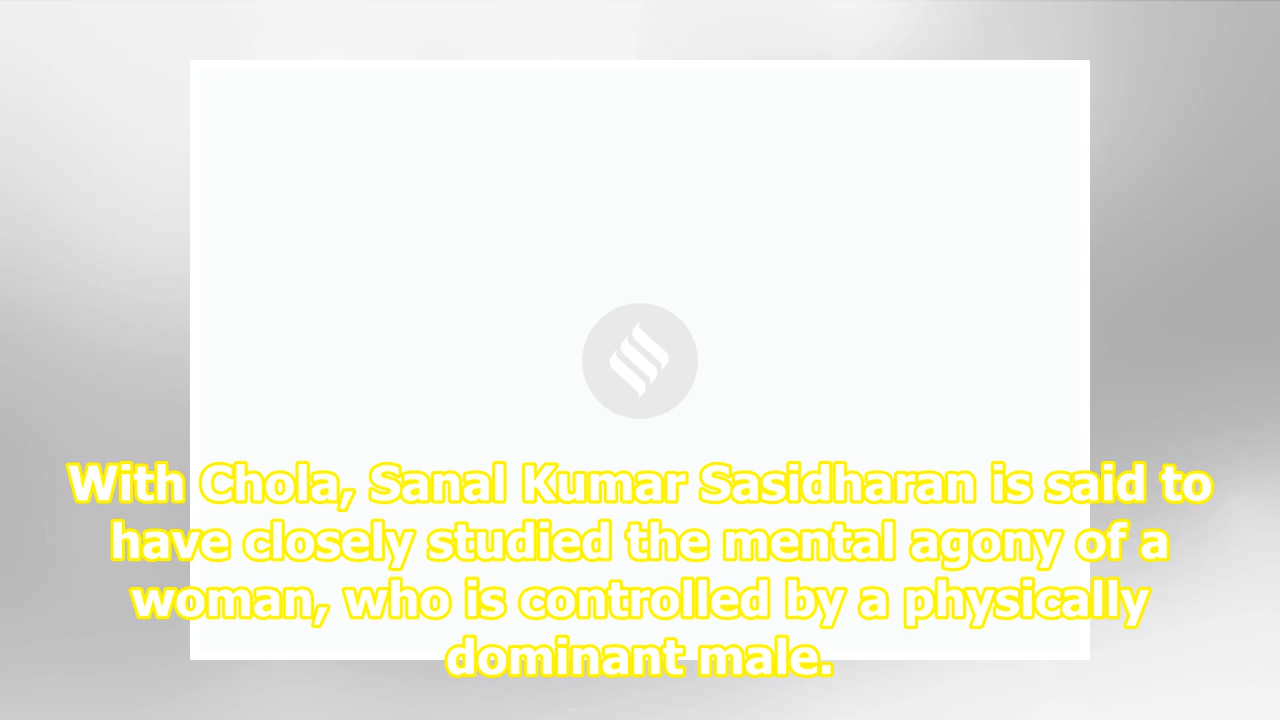 With Chola, Sanal Kumar Sasidharan is said to
have closely studied the mental agony of a
woman, who is controlled by a physically
dominant male.